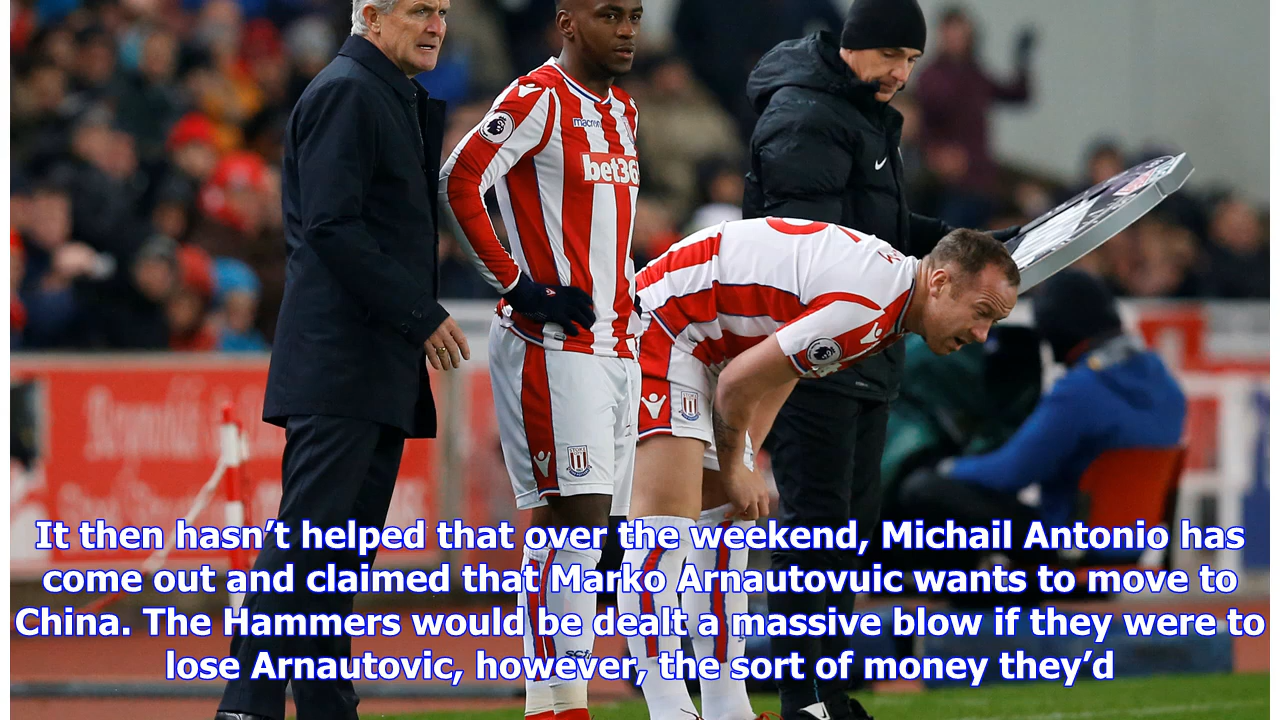 macron
bet36
It then hasn’t helped that over the weekend, Michail Antonio has
come out and claimed that Marko Arnautovuic wants to move to
China. The Hammers would be dealt a massive blow if they were to
lose Arnautovic, however, the sort of money they’d